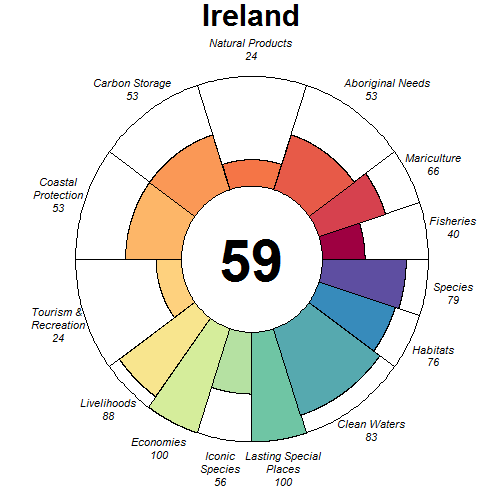 Ireland
Natural Products
24
Carbon Storage
53
Aboriginal Needs
53
Mariculture
66
Coastal
Protection
53
Fisheries
40
59
Species
79
Tourism &
Recreation
24
Habitats
76
Livelihoods
88
Clean Waters
83
Economies
100
Iconic
Species
56
Lasting Special
Places
100